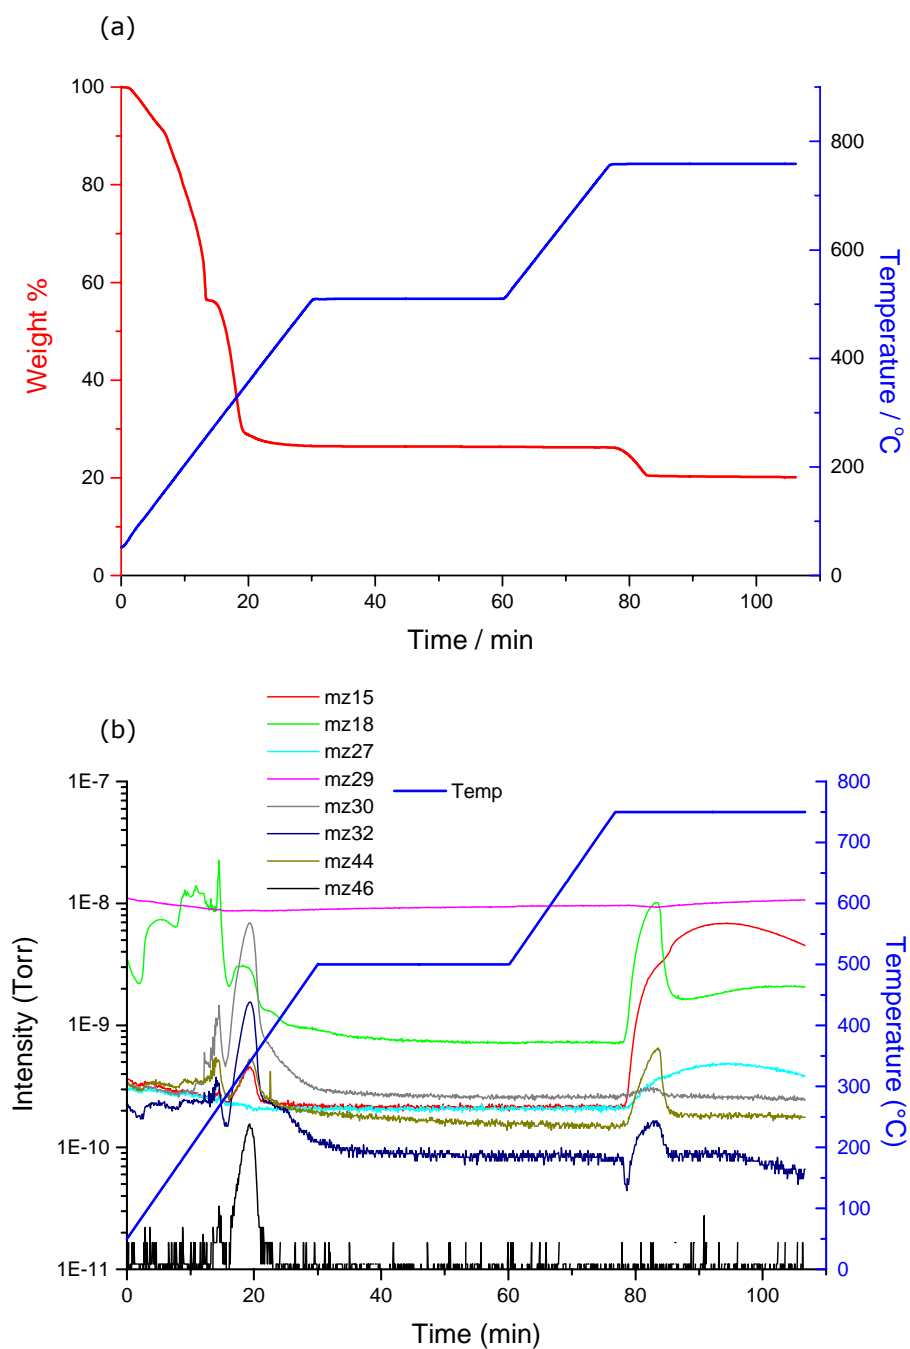 (a)
100
80
60
40
20
0
Weight %
800
600
400
200
0
Temperature / °C
0 20 40 60 80 100
Time / min
(b)
mz15
mz18
mz27
mz29
mz30
mz32
mz44
mz46
Temp
1E-7
1E-8
1E-9
1E-10
1E-11
Intensity (Torr)
800
700
600
500
400
300
200
100
0
Temperature (°C)
0 20 40 60 80 100
Time (min)